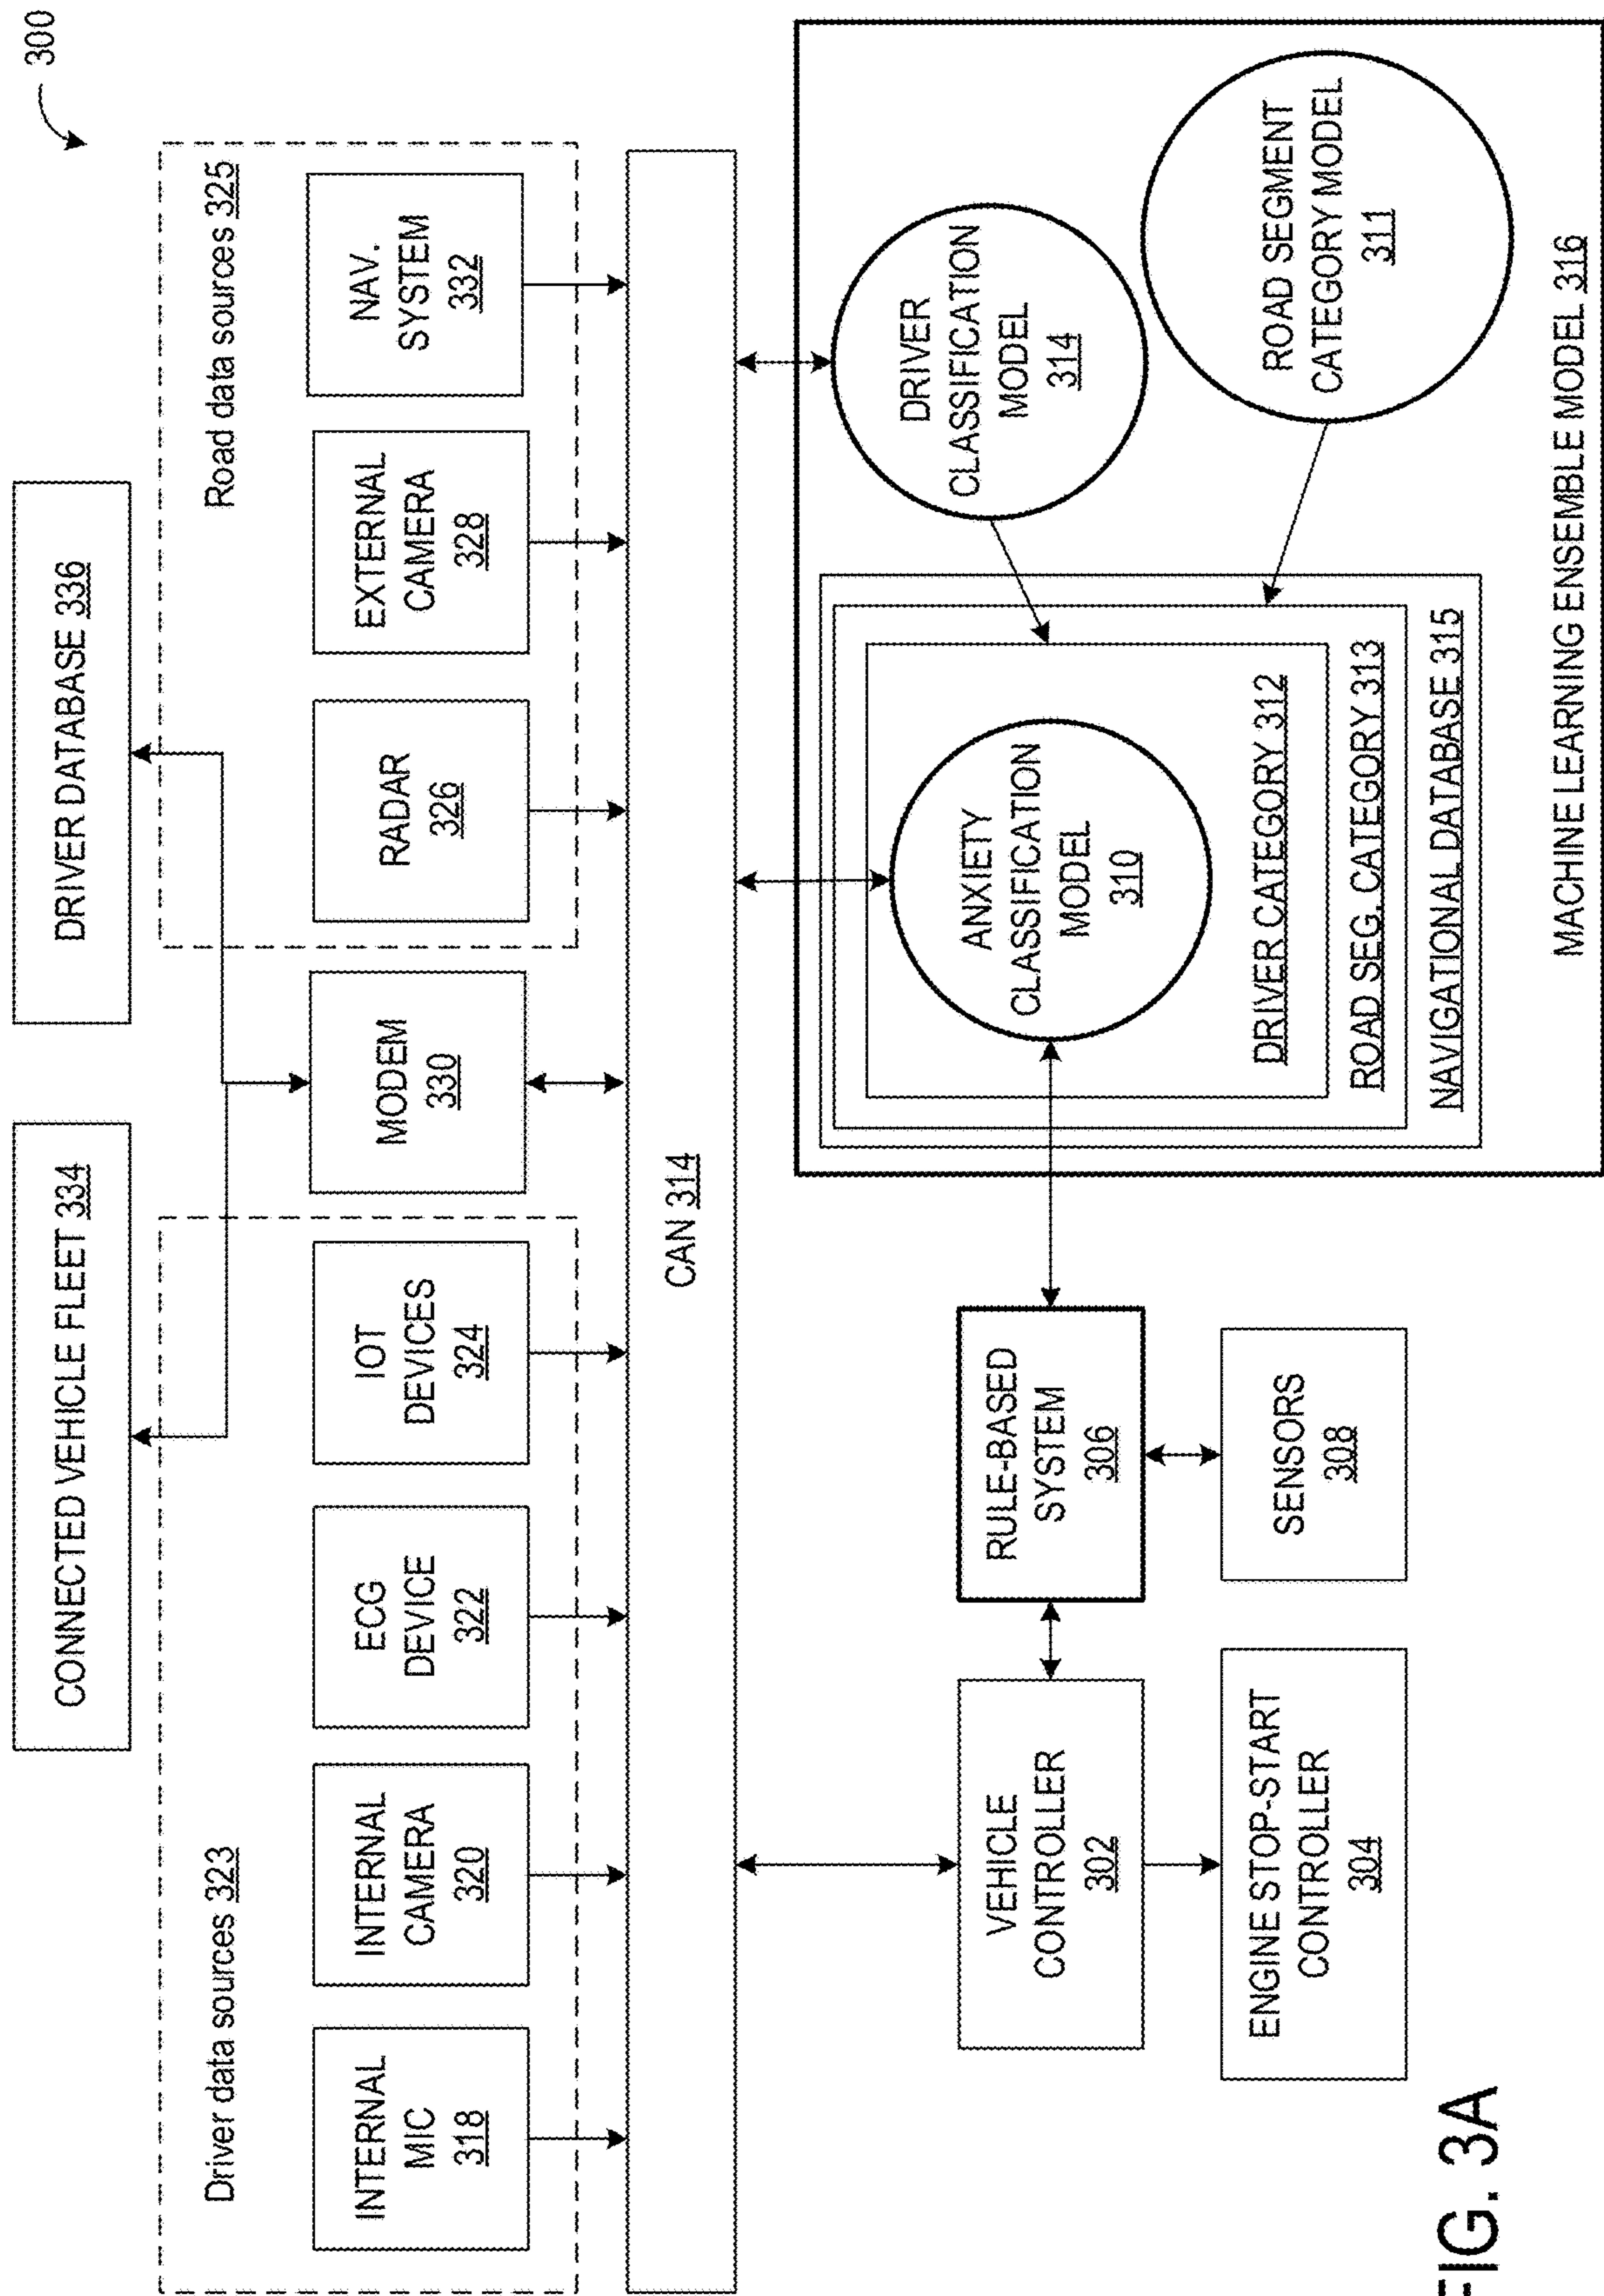 300
CONNECTED VEHICLE FLEET 334
DRIVER DATABASE 336
Driver data sources 323
Road data sources 325
INTERNAL
MIC
318
INTERNAL
CAMERA
320
ECG
DEVICE
322
IOT
DEVICES
324
MODEM
330
RADAR
326
EXTERNAL
CAMERA
328
NAV.
SYSTEM
332
CAN 314
VEHICLE
CONTROLLER
302
ENGINE STOP-START
CONTROLLER
304
RULE-BASED
SYSTEM
306
SENSORS
308
ANXIETY
CLASSIFICATION
MODEL
310
DRIVER CATEGORY 312
ROAD SEG. CATEGORY 313
NAVIGATIONAL DATABASE 315
DRIVER
CLASSIFICATION
MODEL
314
ROAD SEGMENT
CATEGORY MODEL
311
MACHINE LEARNING ENSEMBLE MODEL 316
FIG. 3A